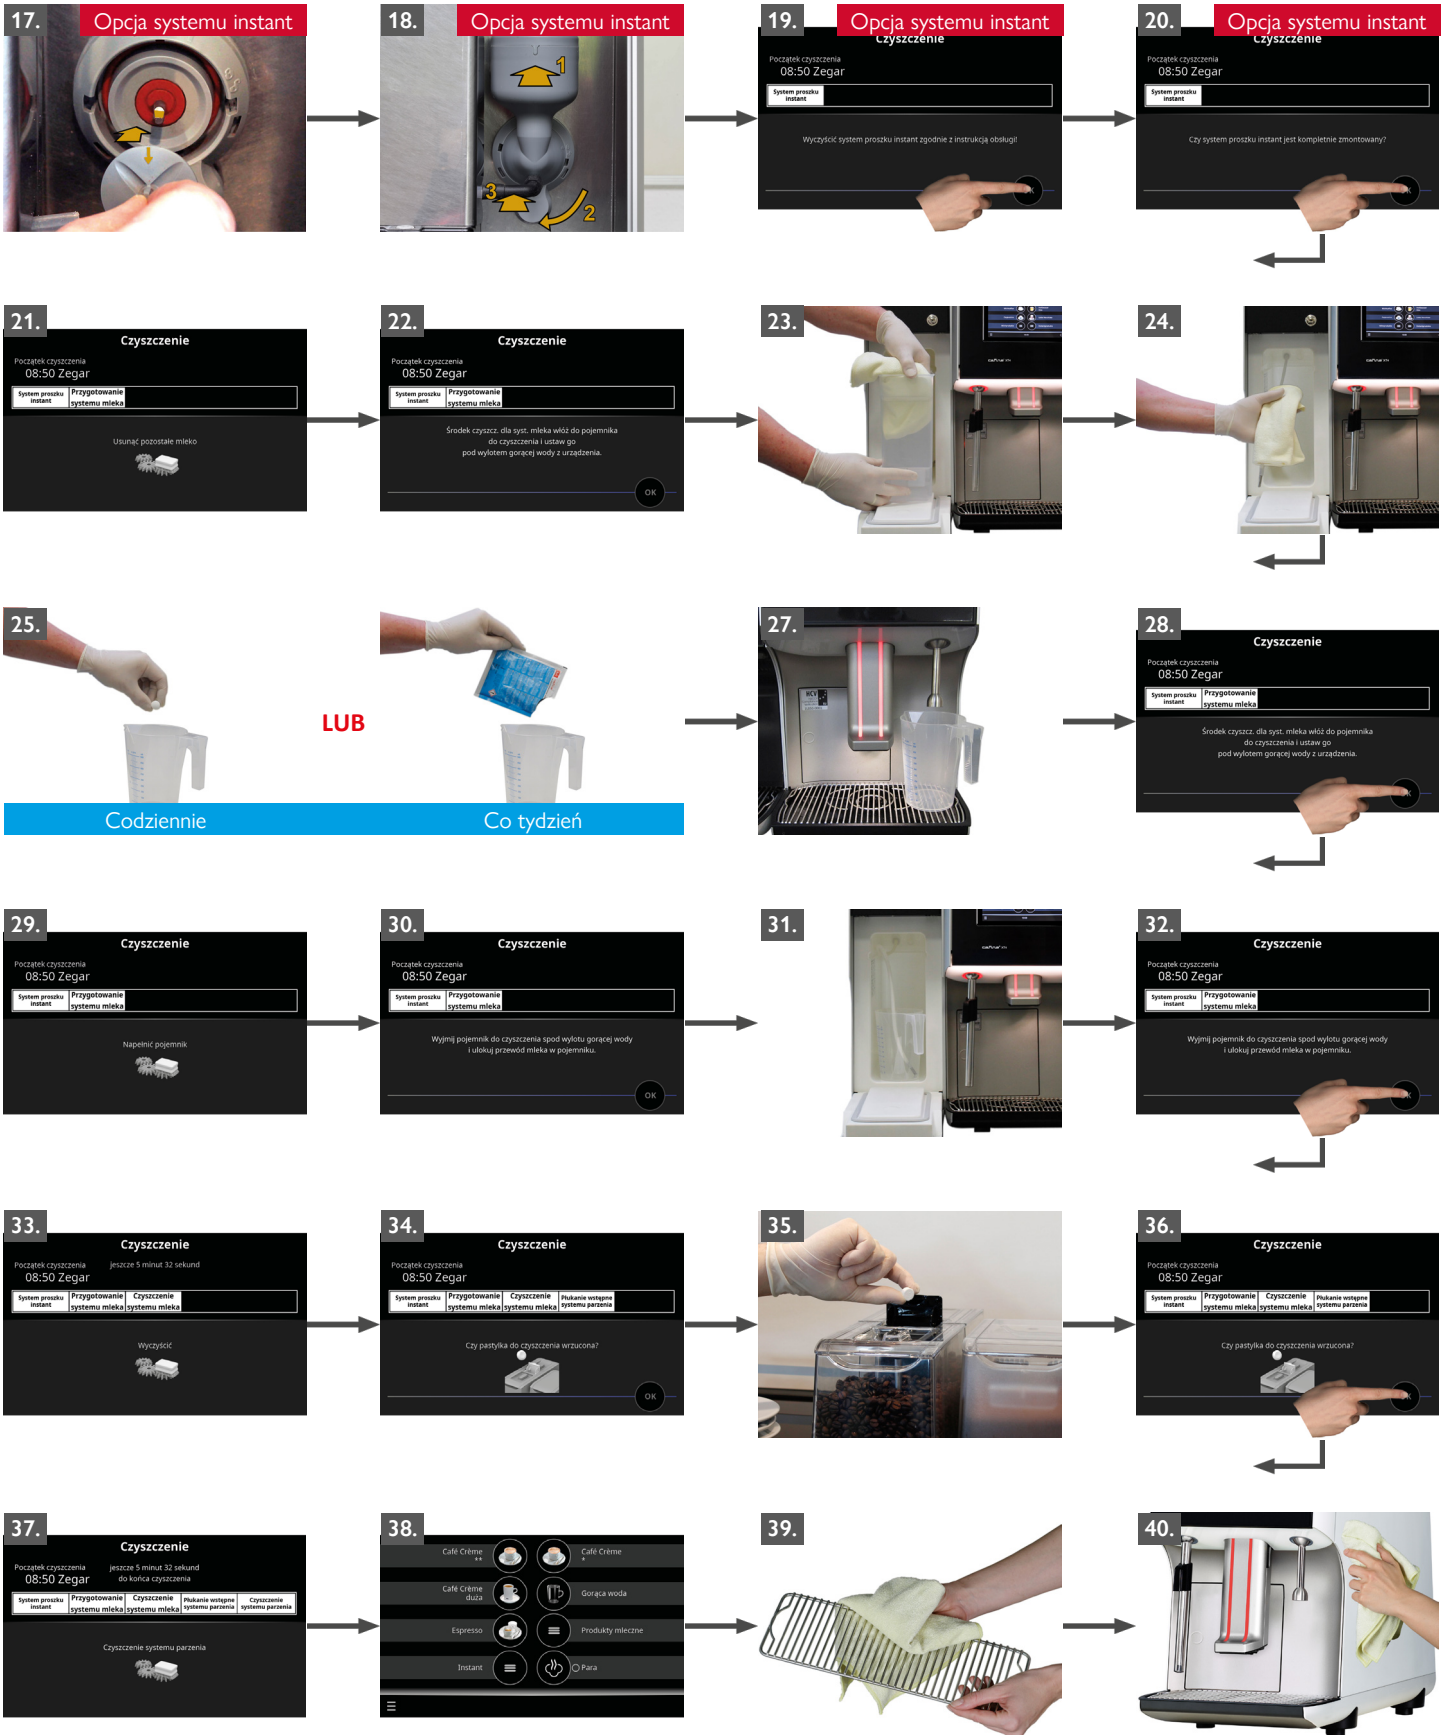 17.
Opcja systemu instant
18.
Opcja systemu instant
1
2
3
19.
Opcja systemu instant
Czyszczenie
Początek czyszczenia
08:50 Zegar
System proszku
instant
Wyczyścić system proszku instant zgodnie z instrukcją obsługi!
20.
Opcja systemu instant
Czyszczenie
Początek czyszczenia
08:50 Zegar
System proszku
instant
Czy system proszku instant jest kompletnie zmontowany?
21.
Czyszczenie
Początek czyszczenia
08:50 Zegar
System proszku
instant
Przygotowanie
systemu mleka
Usunąć pozostałe mleko
22.
Czyszczenie
Początek czyszczenia
08:50 Zegar
System proszku
instant
Przygotowanie
systemu mleka
Środek czyszcz. dla syst. mleka włóż do pojemnika
do czyszczenia i ustaw go
pod wylotem gorącej wody z urządzenia.
OK
23.
24.
25.
LUB
Codziennie
Co tydzień
27.
28.
Czyszczenie
Początek czyszczenia
08:50 Zegar
System proszku
instant
Przygotowanie
systemu mleka
Środek czyszcz. dla syst. mleka włóż do pojemnika
do czyszczenia i ustaw go
pod wylotem gorącej wody z urządzenia.
29.
Czyszczenie
Początek czyszczenia
08:50 Zegar
System proszku
instant
Przygotowanie
systemu mleka
Napełnić pojemnik
30.
Czyszczenie
Początek czyszczenia
08:50 Zegar
System proszku
instant
Przygotowanie
systemu mleka
Wyjmij pojemnik do czyszczenia spod wylotu gorącej wody
i ulokuj przewód mleka w pojemniku.
OK
31.
32.
Czyszczenie
Początek czyszczenia
08:50 Zegar
System proszku
instant
Przygotowanie
systemu mleka
Wyjmij pojemnik do czyszczenia spod wylotu gorącej wody
i ulokuj przewód mleka w pojemniku.
33.
Czyszczenie
Początek czyszczenia
jeszcze 5 minut 32 sekund
08:50 Zegar
System proszku
instant
Przygotowanie
systemu mleka
Czyszczenie
systemu mleka
Wyczyścić
34.
Czyszczenie
Początek czyszczenia
08:50 Zegar
System proszku
instant
Przygotowanie
systemu mleka
Czyszczenie
systemu mleka
Płukanie wstępne
systemu parzenia
Czy pastylka do czyszczenia wrzucona?
OK
35.
36.
Czyszczenie
Początek czyszczenia
08:50 Zegar
System proszku
instant
Przygotowanie
systemu mleka
Czyszczenie
systemu mleka
Płukanie wstępne
systemu parzenia
Czy pastylka do czyszczenia wrzucona?
37.
Czyszczenie
Początek czyszczenia
jeszcze 5 minut 32 sekund
08:50 Zegar
do końca czyszczenia
System proszku
instant
Przygotowanie
systemu mleka
Czyszczenie
systemu mleka
Płukanie wstępne
systemu parzenia
Czyszczenie
systemu parzenia
Czyszczenie systemu parzenia
38.
Café Crème
**
Café Crème
*
Café Crème
duża
Gorąca woda
Espresso
Produkty mleczne
Instant
Para
39.
40.